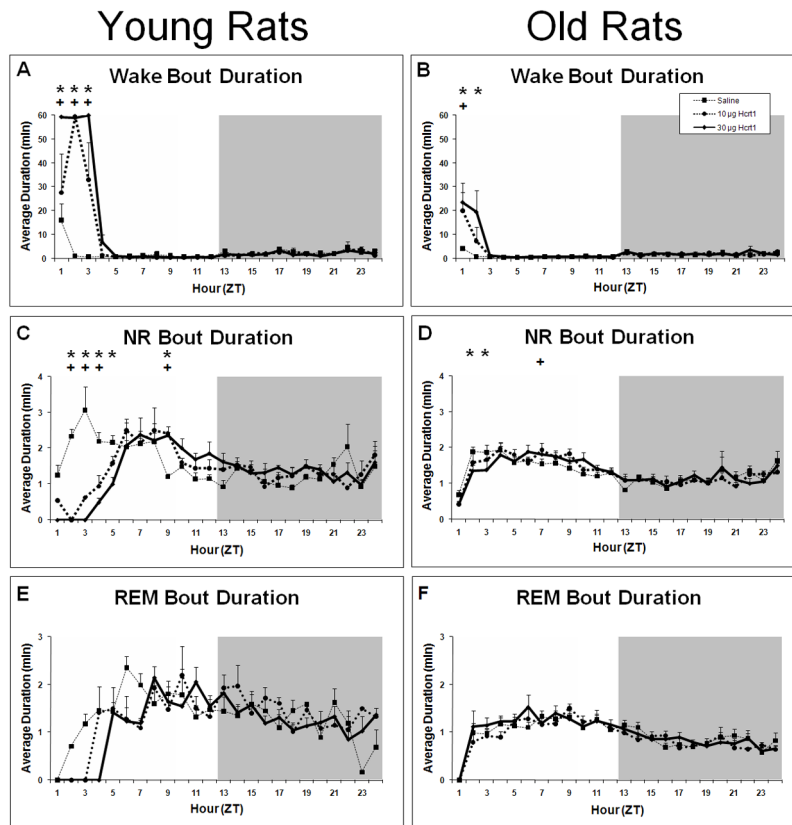 Young Rats
Old Rats
A
Wake Bout Duration
* * *
+ + +
Average Duration (min)
60
50
40
30
20
10
0
1 3 5 7 9 11 13 15 17 19 21 23
Hour (ZT)
B
Wake Bout Duration
* *
+
Saline
10 µg Hcrt1
30 µg Hcrt1
Average Duration (min)
60
50
40
30
20
10
0
1 3 5 7 9 11 13 15 17 19 21 23
Hour (ZT)
C
NR Bout Duration
* * * * *
+ + + +
Average Duration (min)
4
3
2
1
0
1 3 5 7 9 11 13 15 17 19 21 23
Hour (ZT)
D
NR Bout Duration
* *
+
Average Duration (min)
4
3
2
1
0
1 3 5 7 9 11 13 15 17 19 21 23
Hour (ZT)
E
REM Bout Duration
Average Duration (min)
3
2
1
0
1 3 5 7 9 11 13 15 17 19 21 23
Hour (ZT)
F
REM Bout Duration
Average Duration (min)
3
2
1
0
1 3 5 7 9 11 13 15 17 19 21 23
Hour (ZT)